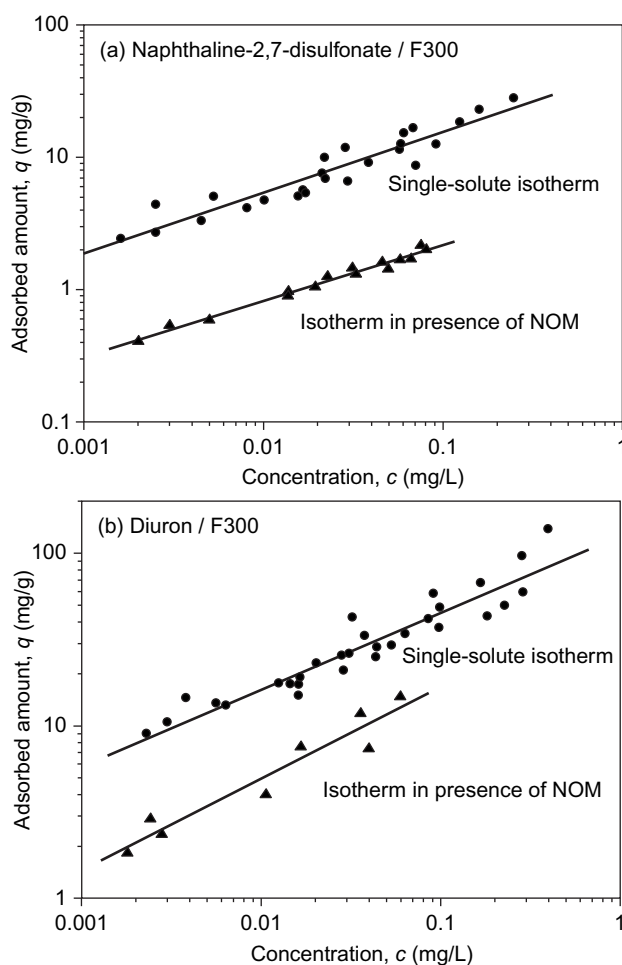 100
(a) Naphthaline-2,7-disulfonate / F300
10
Single-solute isotherm
1
Isotherm in presence of NOM
0.1
0.001 0.01 0.1 1
Adsorbed amount, q (mg/g)
Concentration, c (mg/L)
(b) Diuron / F300
100
Single-solute isotherm
10
Isotherm in presence of NOM
1
0.001 0.01 0.1 1
Adsorbed amount, q (mg/g)
Concentration, c (mg/L)